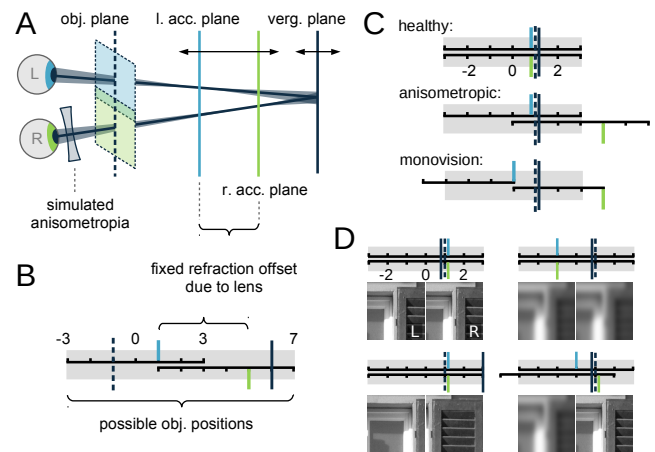 A
obj. plane
l. acc. plane
verg. plane
L
R
simulated
anisometropia
r. acc. plane
B
fixed refraction offset
due to lens
-3
0
3
7
possible obj. positions
C
healthy:
-2
0
2
anisometropic:
monovision:
D
-2
0
2
L
R